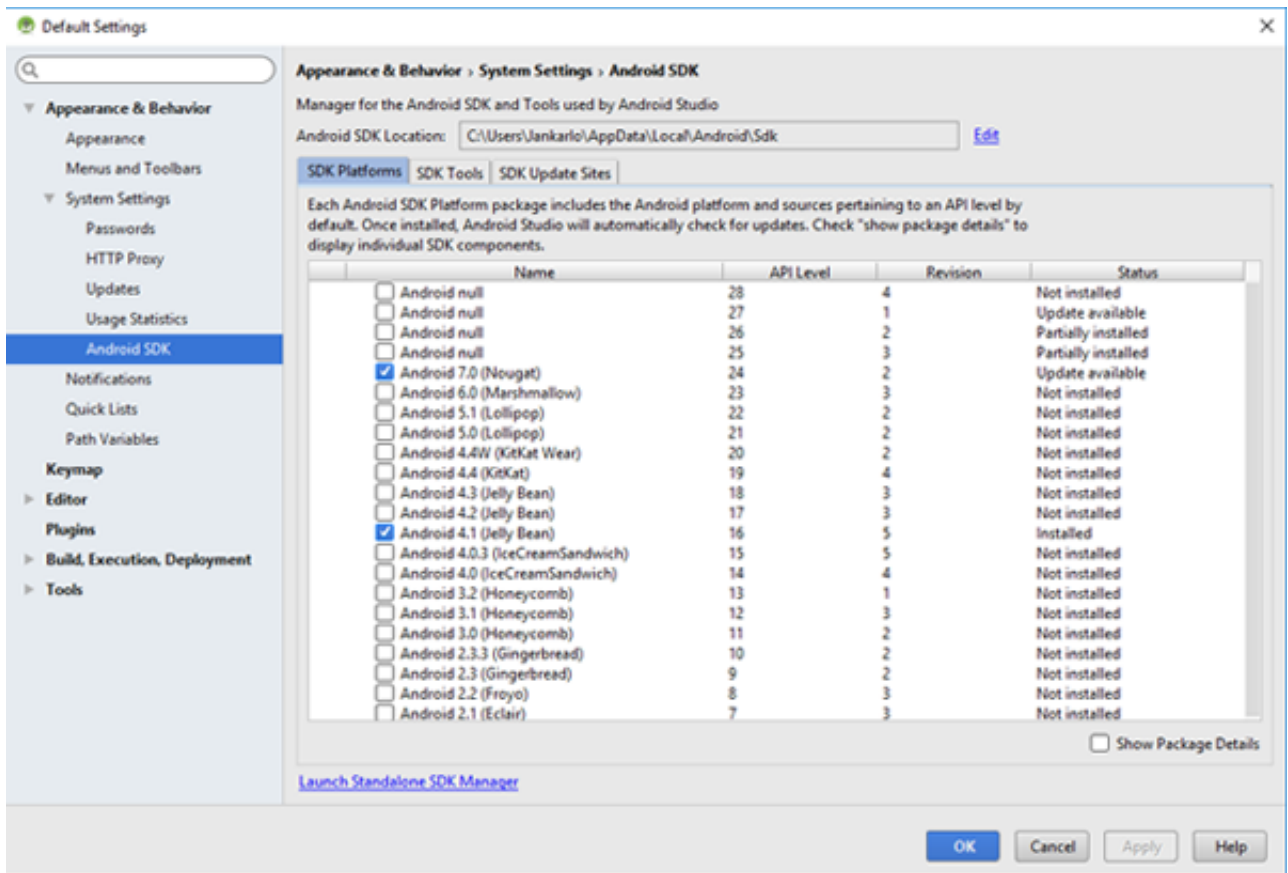 Default Settings
Appearance & Behavior
Appearance
Menus and Toolbars
System Settings
Passwords
HTTP Proxy
Updates
Usage Statistics
Android SDK
Notifications
Quick Lists
Path Variables
Keymap
Editor
Plugins
Build, Execution, Deployment
Tools
Appearance & Behavior › System Settings › Android SDK
Manager for the Android SDK and Tools used by Android Studio
Android SDK Location: C:\Users\Jankarlo\AppData\Local\Android\Sdk Edit
SDK Platforms SDK Tools SDK Update Sites
Each Android SDK Platform package includes the Android platform and sources pertaining to an API level by
default. Once installed, Android Studio will automatically check for updates. Check "show package details" to
display individual SDK components.
Name API Level Revision Status
Android null 28 4 Not installed
Android null 27 1 Update available
Android null 26 2 Partially installed
Android null 25 3 Partially installed
Android 7.0 (Nougat) 24 2 Update available
Android 6.0 (Marshmallow) 23 3 Not installed
Android 5.1 (Lollipop) 22 2 Not installed
Android 5.0 (Lollipop) 21 2 Not installed
Android 4.4W (KitKat Wear) 20 2 Not installed
Android 4.4 (KitKat) 19 4 Not installed
Android 4.3 (Jelly Bean) 18 3 Not installed
Android 4.2 (Jelly Bean) 17 3 Not installed
Android 4.1 (Jelly Bean) 16 5 Installed
Android 4.0.3 (IceCreamSandwich) 15 5 Not installed
Android 4.0 (IceCreamSandwich) 14 4 Not installed
Android 3.2 (Honeycomb) 13 1 Not installed
Android 3.1 (Honeycomb) 12 3 Not installed
Android 3.0 (Honeycomb) 11 2 Not installed
Android 2.3.3 (Gingerbread) 10 2 Not installed
Android 2.3 (Gingerbread) 9 2 Not installed
Android 2.2 (Froyo) 8 3 Not installed
Android 2.1 (Eclair) 7 3 Not installed
Show Package Details
Launch Standalone SDK Manager
OK Cancel Apply Help